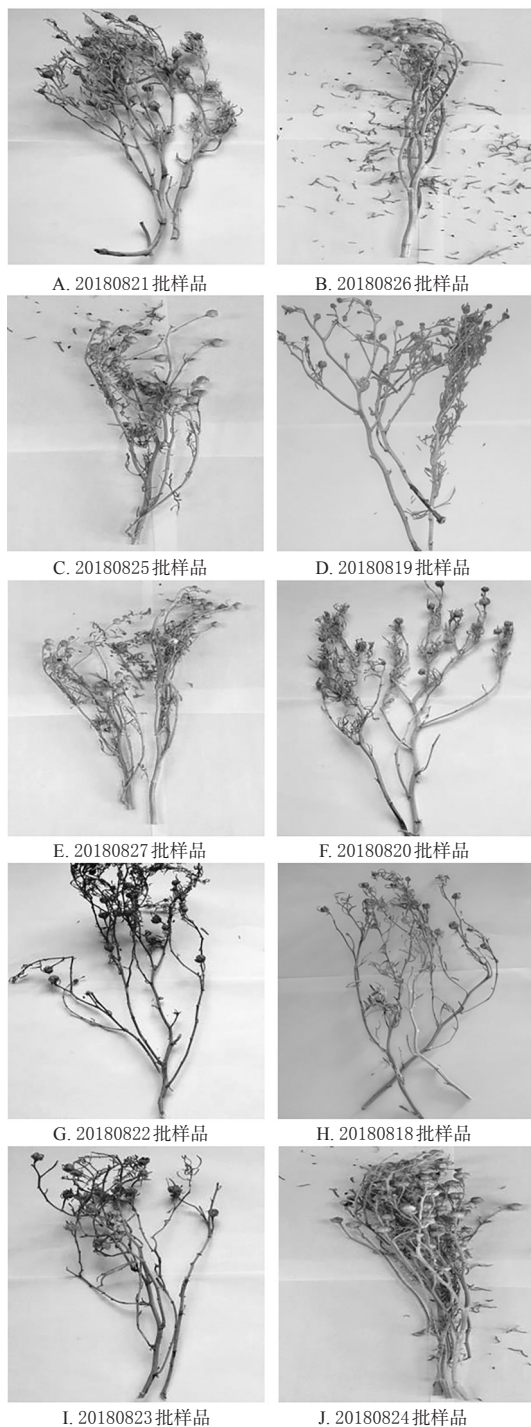 A. 20180821批样品
B. 20180826批样品
C. 20180825批样品
D. 20180819批样品
E. 20180827批样品
F. 20180820批样品
G. 20180822批样品
H. 20180818批样品
I. 20180823批样品
J. 20180824批样品